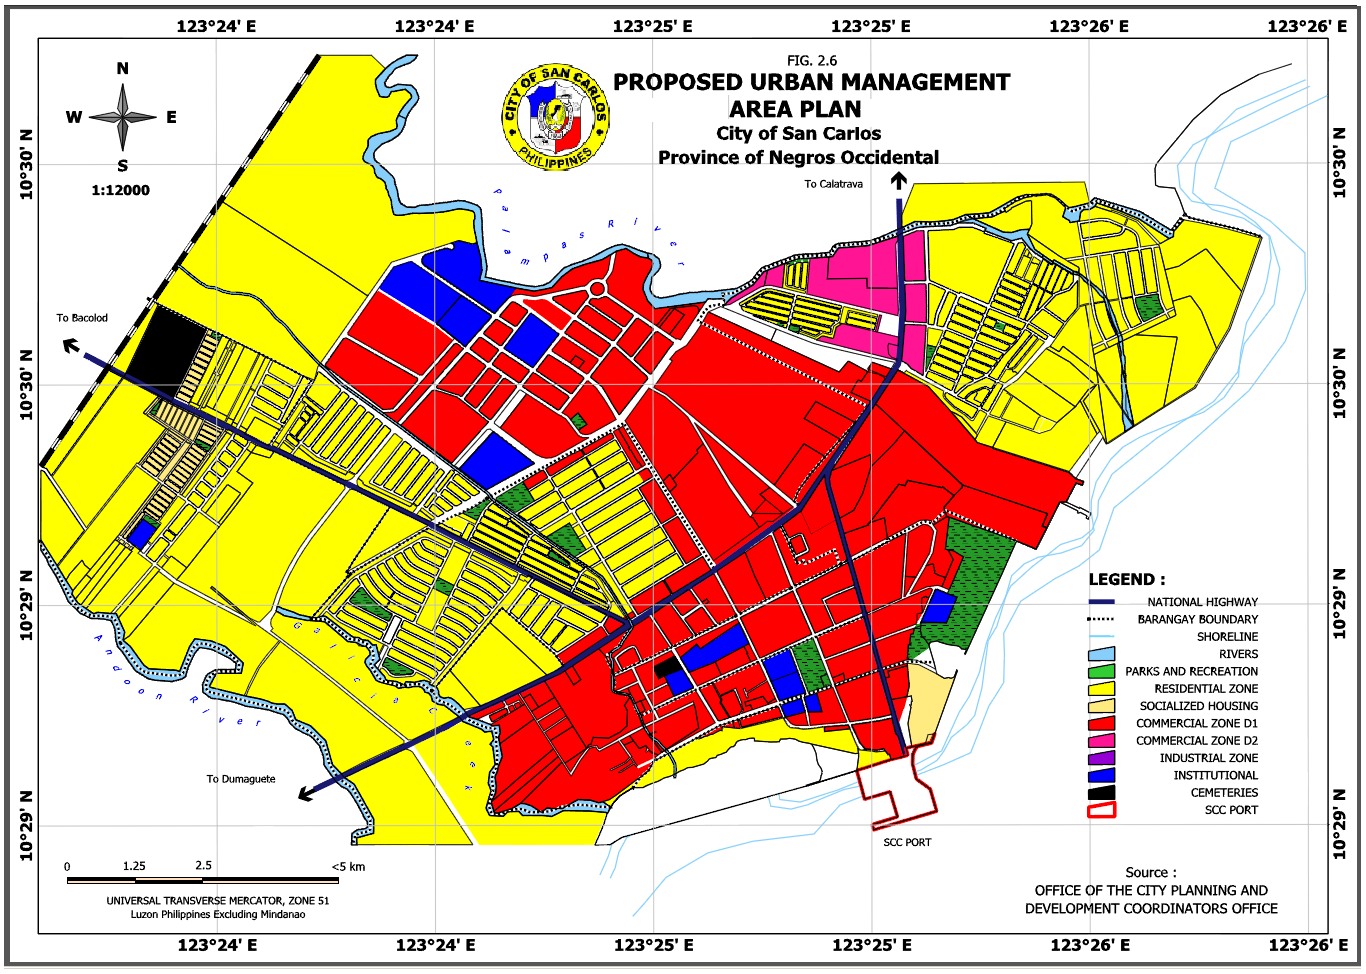 123°24' E 123°24' E 123°25' E 123°25' E 123°26' E 123°26' E
FIG. 2.6
PROPOSED URBAN MANAGEMENT
AREA PLAN
City of San Carlos
Province of Negros Occidental
CITY OF SAN CARLOS
PHILIPPINES
N
W E
S
1:12000
10°30' N
10°30' N
10°29' N
10°29' N
10°30' N
10°30' N
10°29' N
10°29' N
To Calatrava
Palampas River
To Bacolod
Andoon River
Galicia Creek
To Dumaguete
SCC PORT
LEGEND :
NATIONAL HIGHWAY
BARANGAY BOUNDARY
SHORELINE
RIVERS
PARKS AND RECREATION
RESIDENTIAL ZONE
SOCIALIZED HOUSING
COMMERCIAL ZONE D1
COMMERCIAL ZONE D2
INDUSTRIAL ZONE
INSTITUTIONAL
CEMETERIES
SCC PORT
0 1.25 2.5 <5 km
UNIVERSAL TRANSVERSE MERCATOR, ZONE 51
Luzon Philippines Excluding Mindanao
Source :
OFFICE OF THE CITY PLANNING AND
DEVELOPMENT COORDINATORS OFFICE
123°24' E 123°24' E 123°25' E 123°25' E 123°26' E 123°26' E